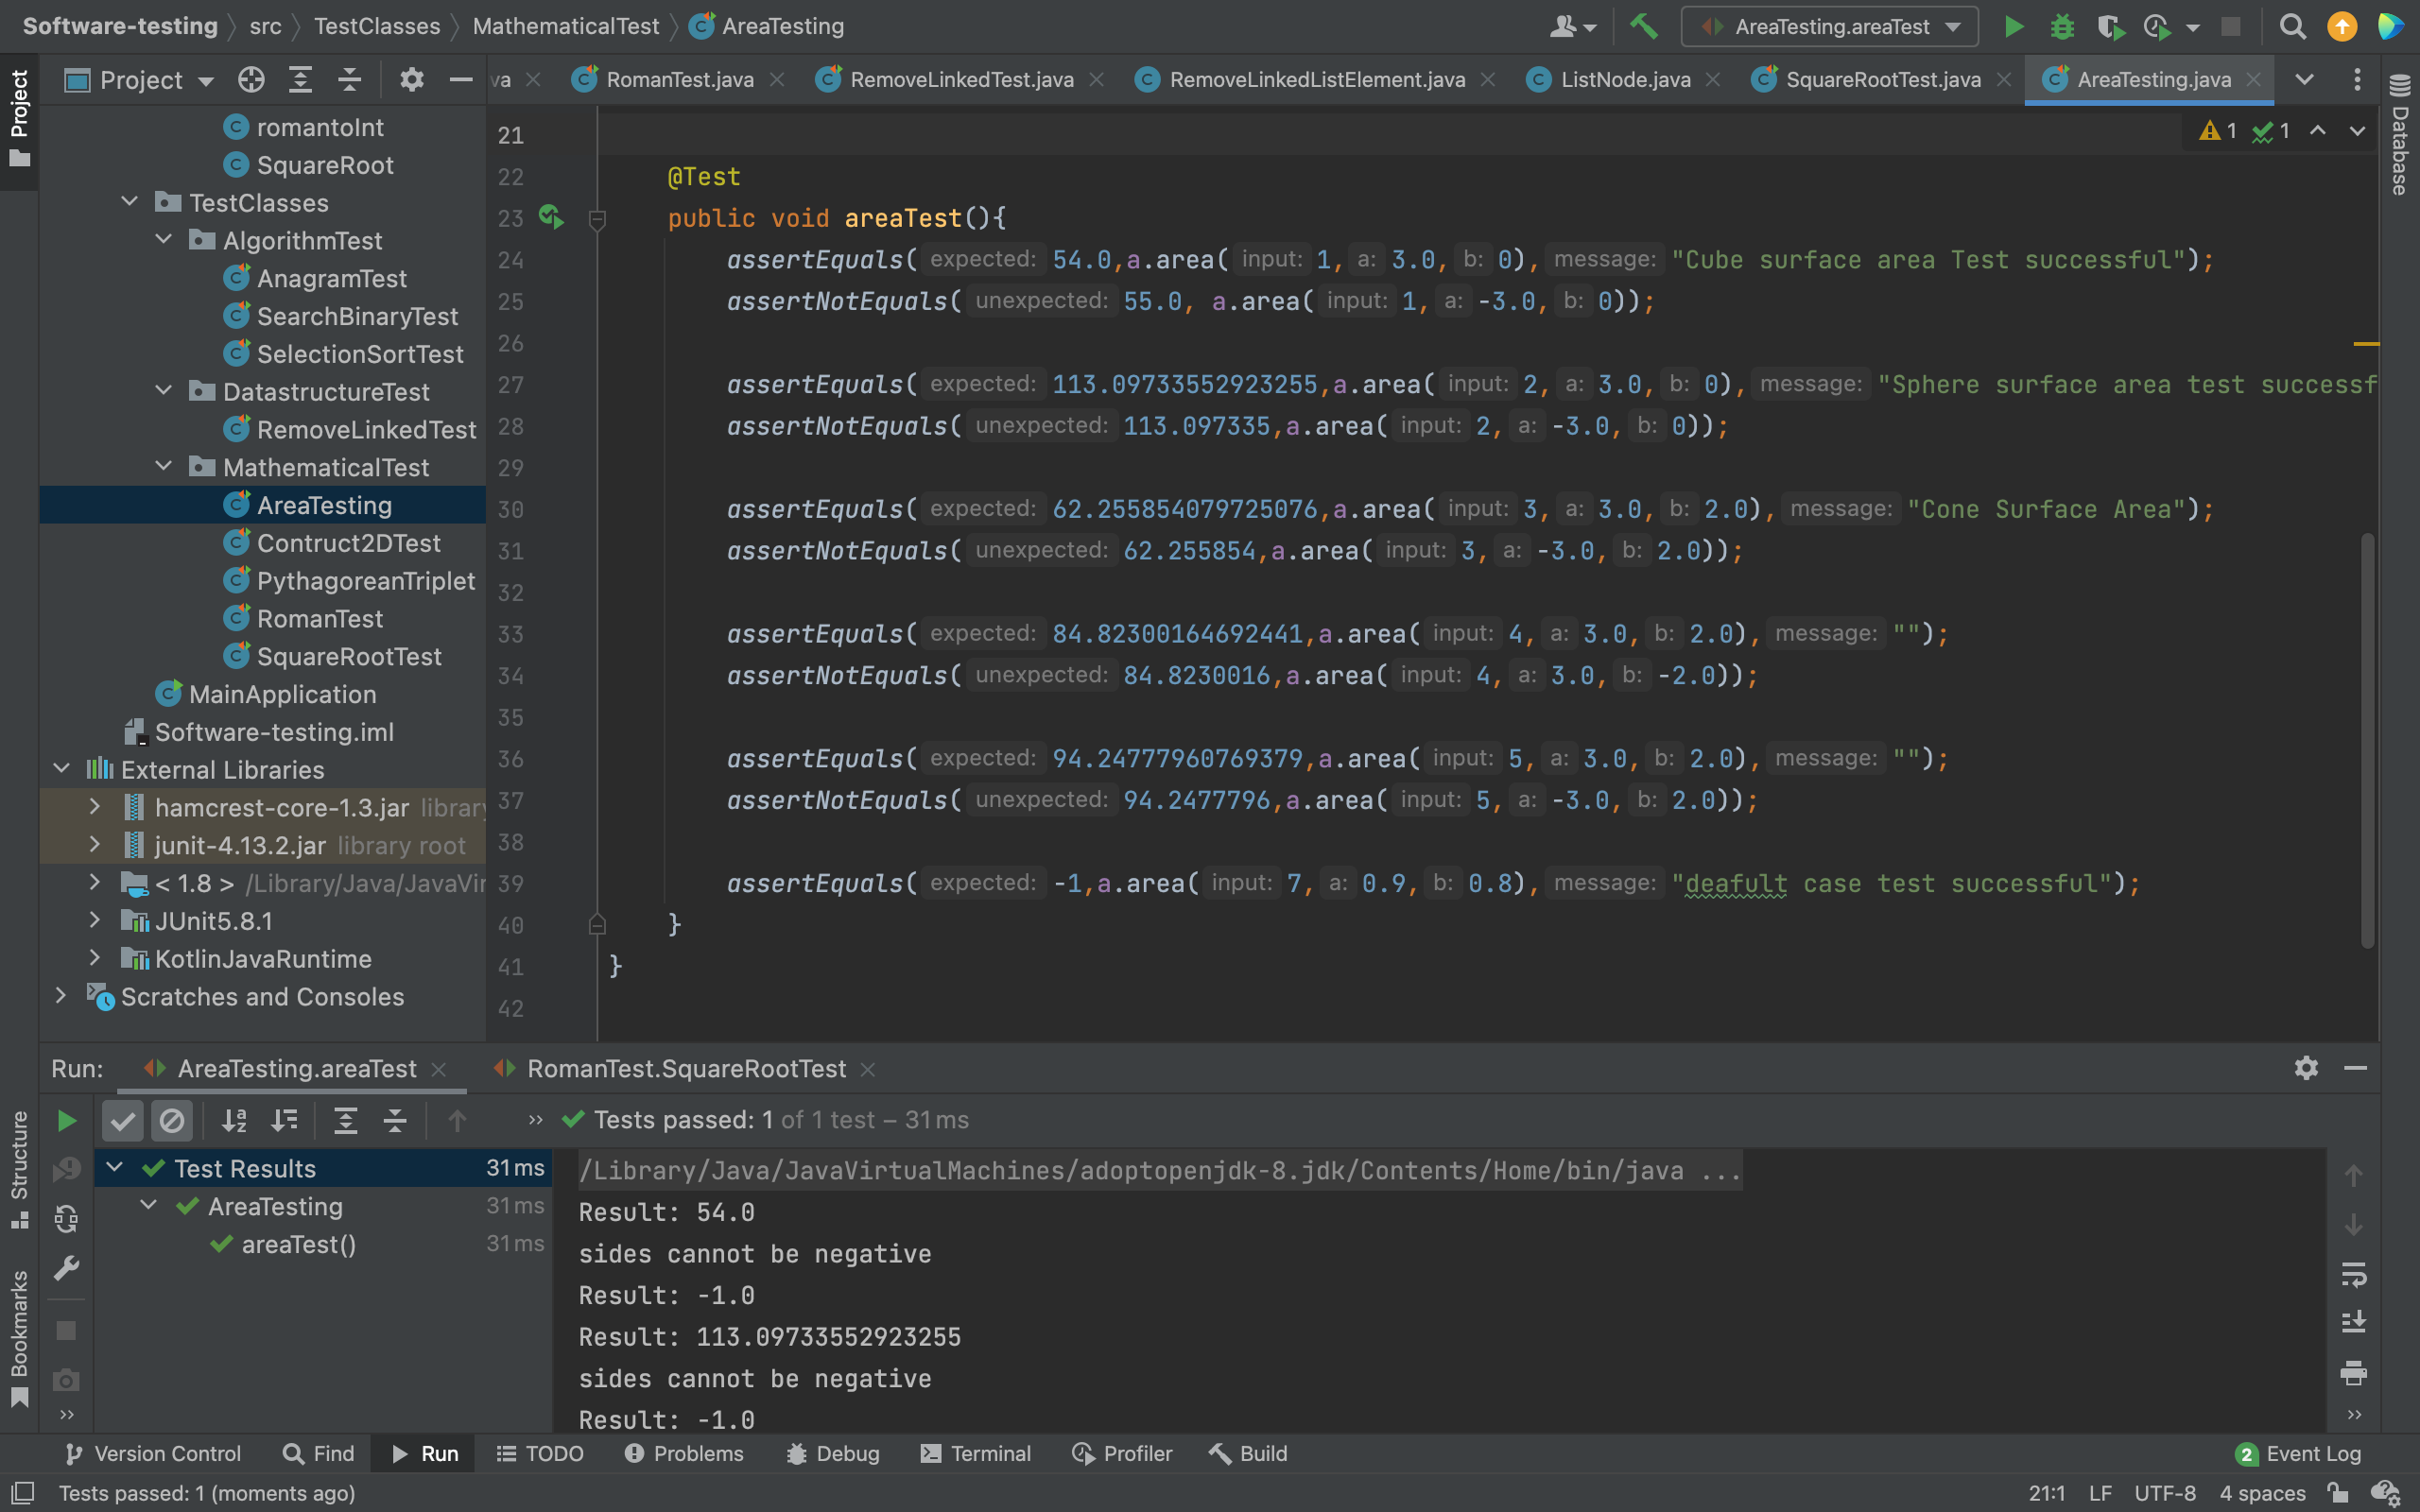 Software-testing src TestClasses MathematicalTest AreaTesting AreaTesting.areaTest
Project va RomanTest.java RemoveLinkedTest.java RemoveLinkedListElement.java ListNode.java SquareRootTest.java AreaTesting.java
Project
Database
Structure
Bookmarks
romantoInt
SquareRoot
TestClasses
AlgorithmTest
AnagramTest
SearchBinaryTest
SelectionSortTest
DatastructureTest
RemoveLinkedTest
MathematicalTest
AreaTesting
Contruct2DTest
PythagoreanTriplet
RomanTest
SquareRootTest
MainApplication
Software-testing.iml
External Libraries
hamcrest-core-1.3.jar library
junit-4.13.2.jar library root
< 1.8 > /Library/Java/JavaVir
JUnit5.8.1
KotlinJavaRuntime
Scratches and Consoles
1 1
21
22 @Test
23 public void areaTest(){
24 assertEquals( expected: 54.0,a.area( input: 1, a: 3.0, b: 0), message: "Cube surface area Test successful");
25 assertNotEquals( unexpected: 55.0, a.area( input: 1, a: -3.0, b: 0));
26
27 assertEquals( expected: 113.09733552923255,a.area( input: 2, a: 3.0, b: 0), message: "Sphere surface area test successf
28 assertNotEquals( unexpected: 113.097335,a.area( input: 2, a: -3.0, b: 0));
29
30 assertEquals( expected: 62.255854079725076,a.area( input: 3, a: 3.0, b: 2.0), message: "Cone Surface Area");
31 assertNotEquals( unexpected: 62.255854,a.area( input: 3, a: -3.0, b: 2.0));
32
33 assertEquals( expected: 84.82300164692441,a.area( input: 4, a: 3.0, b: 2.0), message: "");
34 assertNotEquals( unexpected: 84.8230016,a.area( input: 4, a: 3.0, b: -2.0));
35
36 assertEquals( expected: 94.24777960769379,a.area( input: 5, a: 3.0, b: 2.0), message: "");
37 assertNotEquals( unexpected: 94.2477796,a.area( input: 5, a: -3.0, b: 2.0));
38
39 assertEquals( expected: -1,a.area( input: 7, a: 0.9, b: 0.8), message: "deafult case test successful");
40 }
41 }
42
Run: AreaTesting.areaTest RomanTest.SquareRootTest
» Tests passed: 1 of 1 test – 31 ms
Test Results 31 ms
AreaTesting 31 ms
areaTest() 31 ms
/Library/Java/JavaVirtualMachines/adoptopenjdk-8.jdk/Contents/Home/bin/java ...
Result: 54.0
sides cannot be negative
Result: -1.0
Result: 113.09733552923255
sides cannot be negative
Result: -1.0
Version Control Find Run TODO Problems Debug Terminal Profiler Build 2 Event Log
Tests passed: 1 (moments ago) 21:1 LF UTF-8 4 spaces